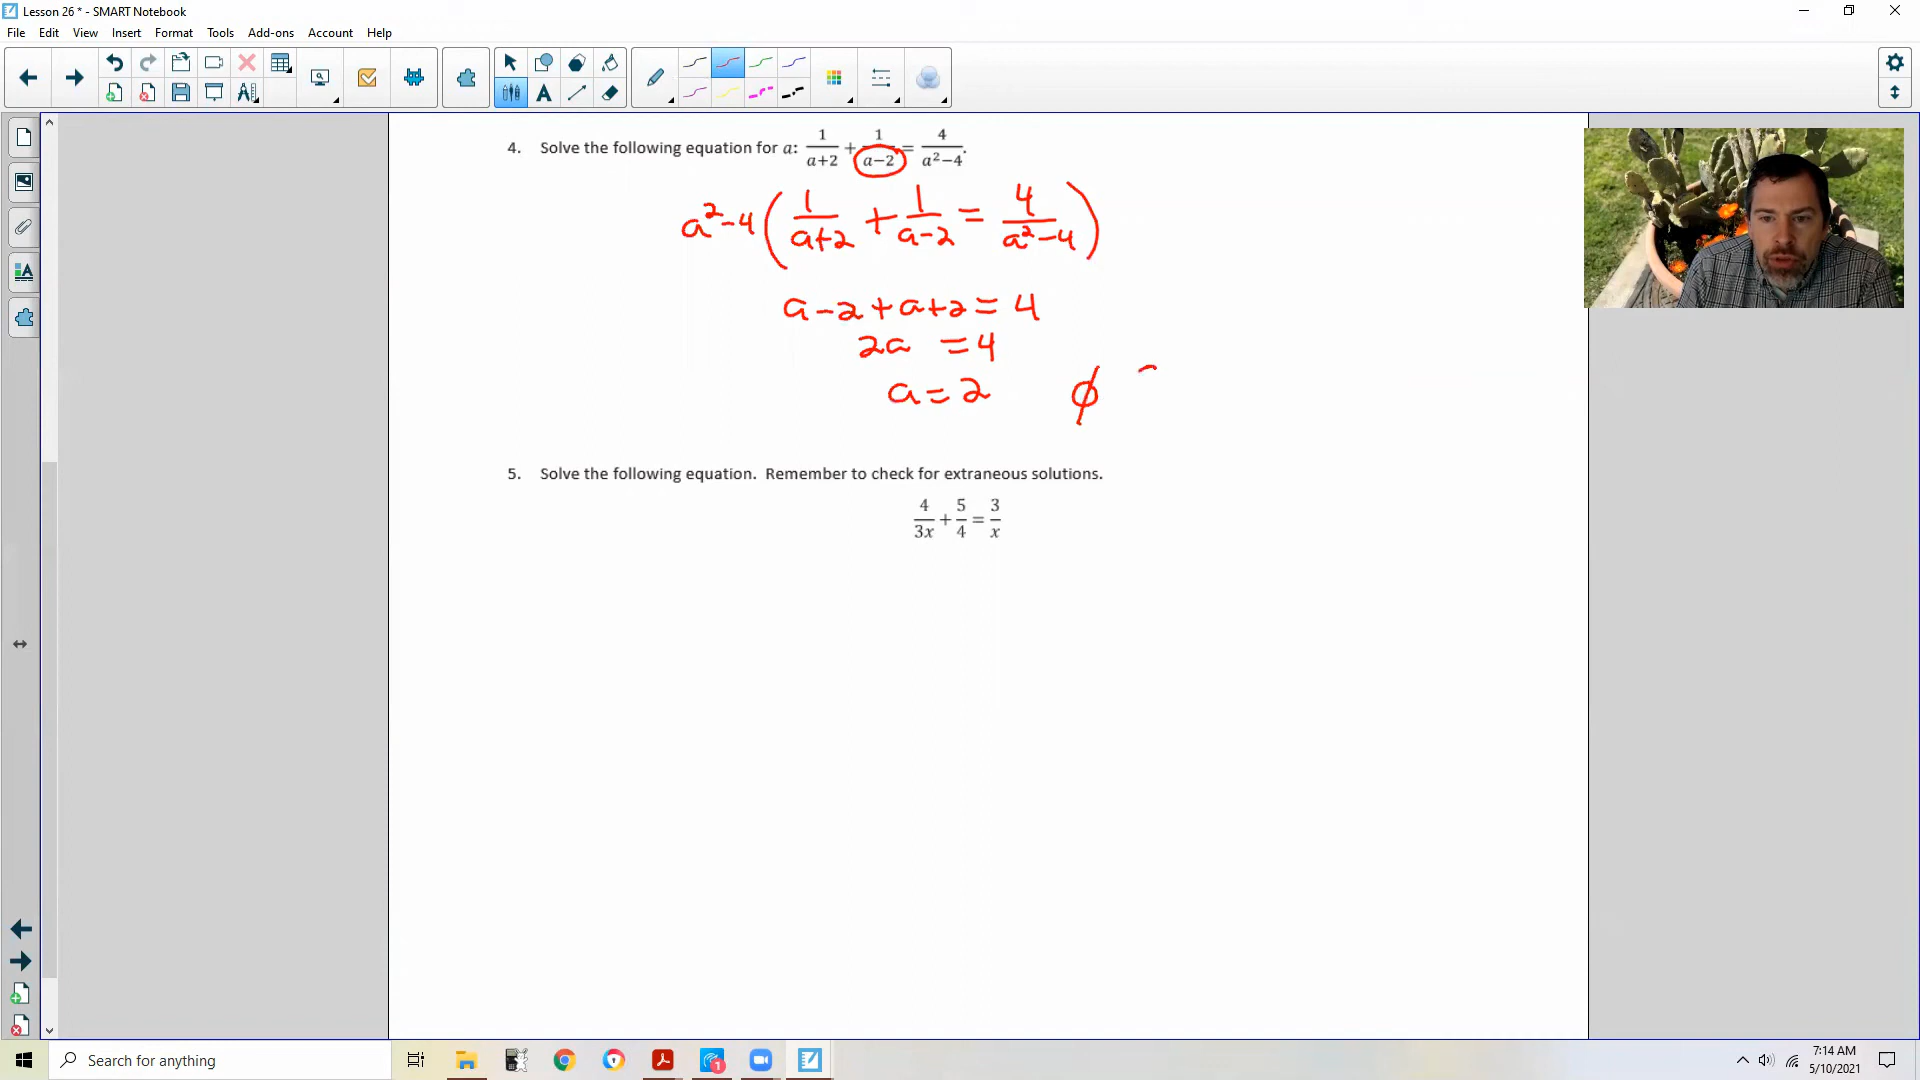 Lesson 26 * - SMART Notebook
File Edit View Insert Format Tools Add-ons Account Help
4. Solve the following equation for a: 1/(a+2) + 1/(a−2) = 4/(a²−4).
a²-4 ( 1/(a+2) + 1/(a-2) = 4/(a²-4) )
a-2+a+2=4
2a =4
a=2 ∅
5. Solve the following equation. Remember to check for extraneous solutions.
4/(3x) + 5/4 = 3/x
Search for anything
1
7:14 AM
5/10/2021